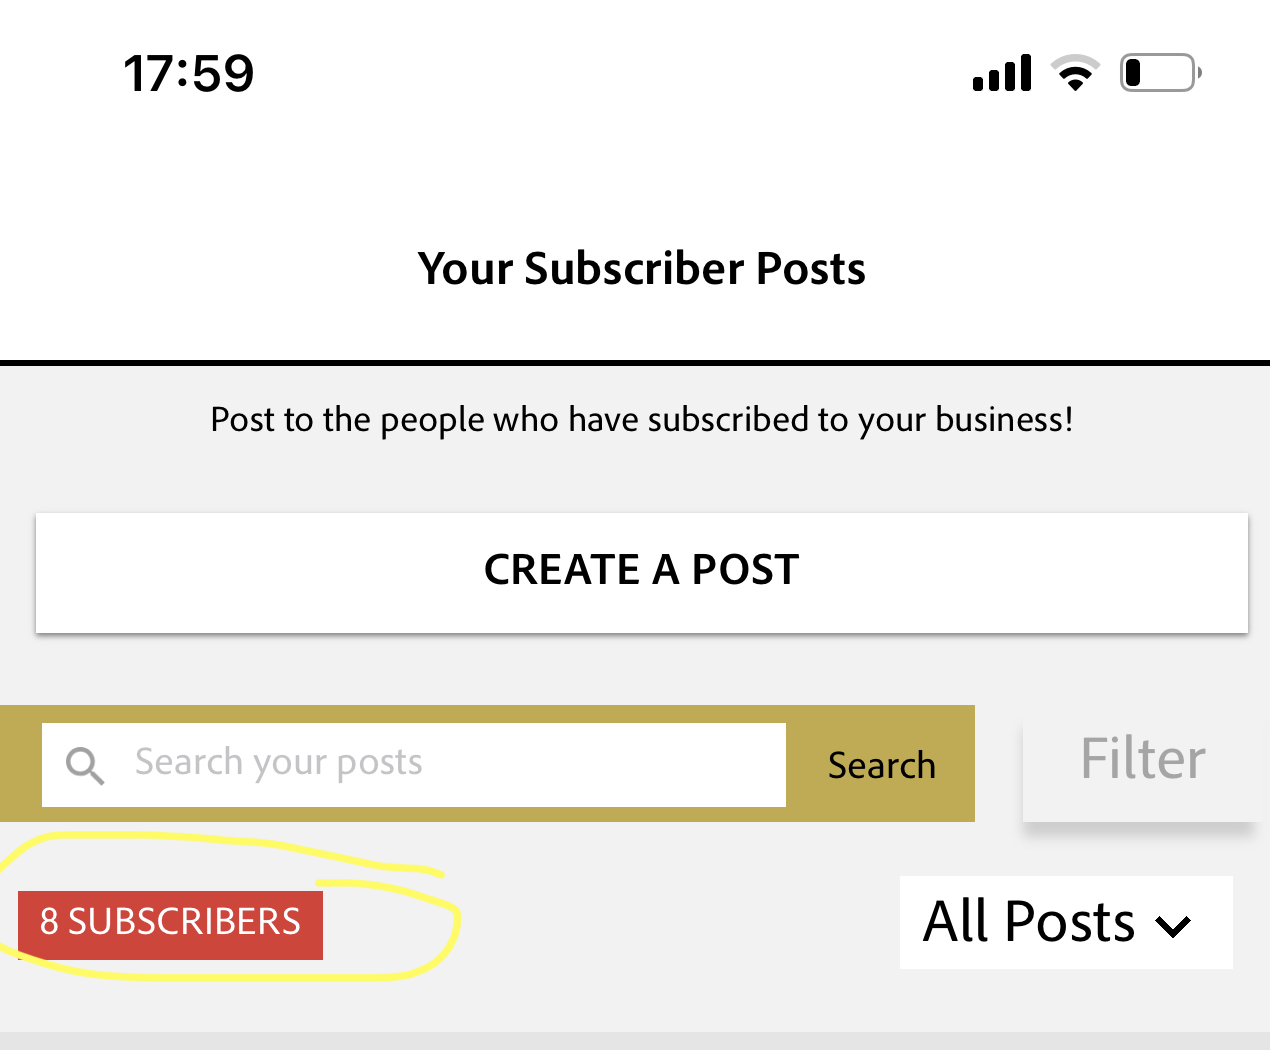 17:59
Your Subscriber Posts
Post to the people who have subscribed to your business!
CREATE A POST
Search your posts Search Filter
8 SUBSCRIBERS All Posts